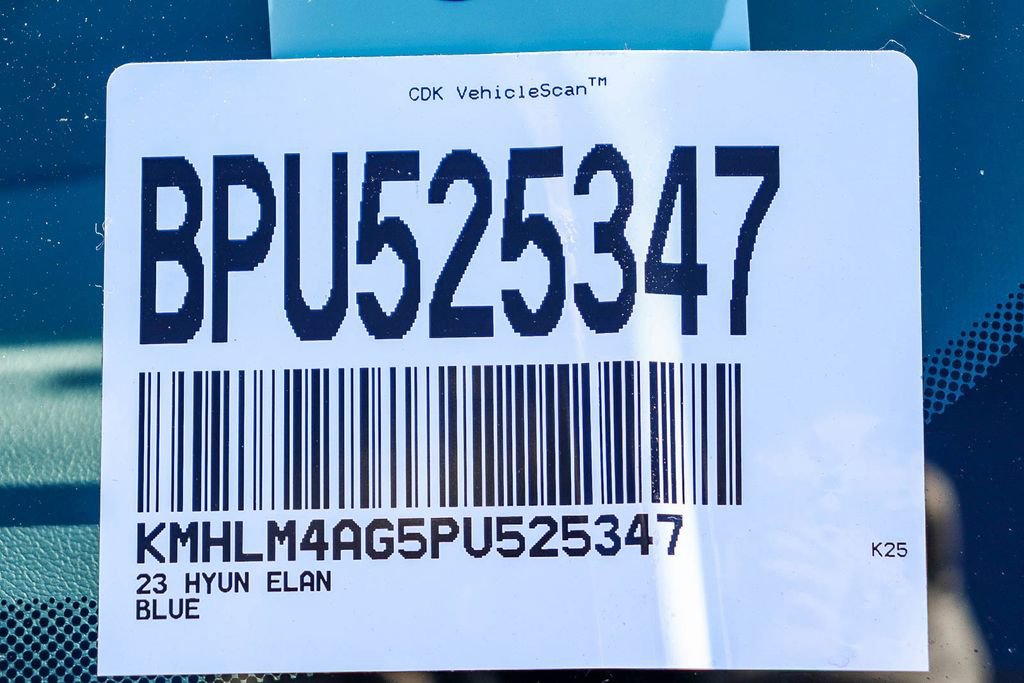 CDK VehicleScan™
BPU525347
KMHLM4AG5PU525347
K25
23 HYUN ELAN
BLUE